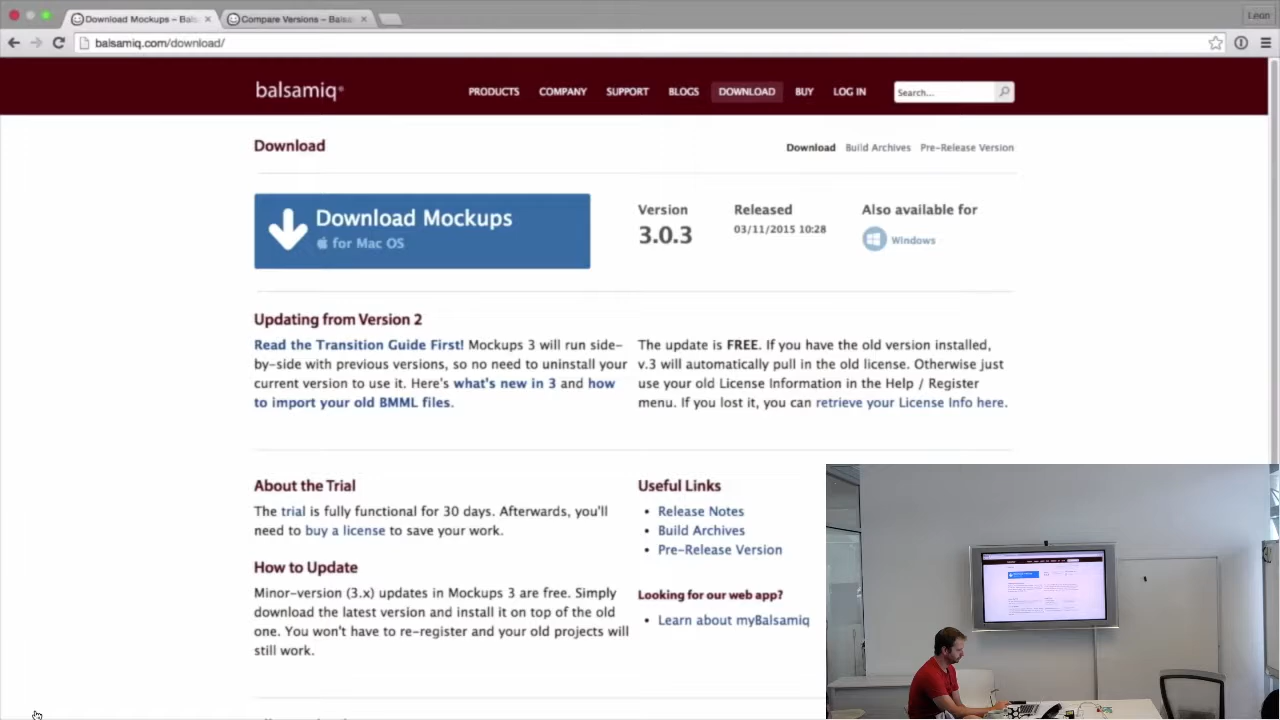 Download Mockups – Bals
Compare Versions – Balsa
Leon
balsamiq.com/download/
balsamiq®
PRODUCTS COMPANY SUPPORT BLOGS DOWNLOAD BUY LOG IN Search...
Download
Download Build Archives Pre-Release Version
Download Mockups
for Mac OS
Version
3.0.3
Released
03/11/2015 10:28
Also available for
Windows
Updating from Version 2
Read the Transition Guide First! Mockups 3 will run side-
by-side with previous versions, so no need to uninstall your
current version to use it. Here's what's new in 3 and how
to import your old BMML files.
The update is FREE. If you have the old version installed,
v.3 will automatically pull in the old license. Otherwise just
use your old License Information in the Help / Register
menu. If you lost it, you can retrieve your License Info here.
About the Trial
The trial is fully functional for 30 days. Afterwards, you'll
need to buy a license to save your work.
How to Update
Minor-version (3.x) updates in Mockups 3 are free. Simply
download the latest version and install it on top of the old
one. You won't have to re-register and your old projects will
still work.
Useful Links
• Release Notes
• Build Archives
• Pre-Release Version
Looking for our web app?
• Learn about myBalsamiq